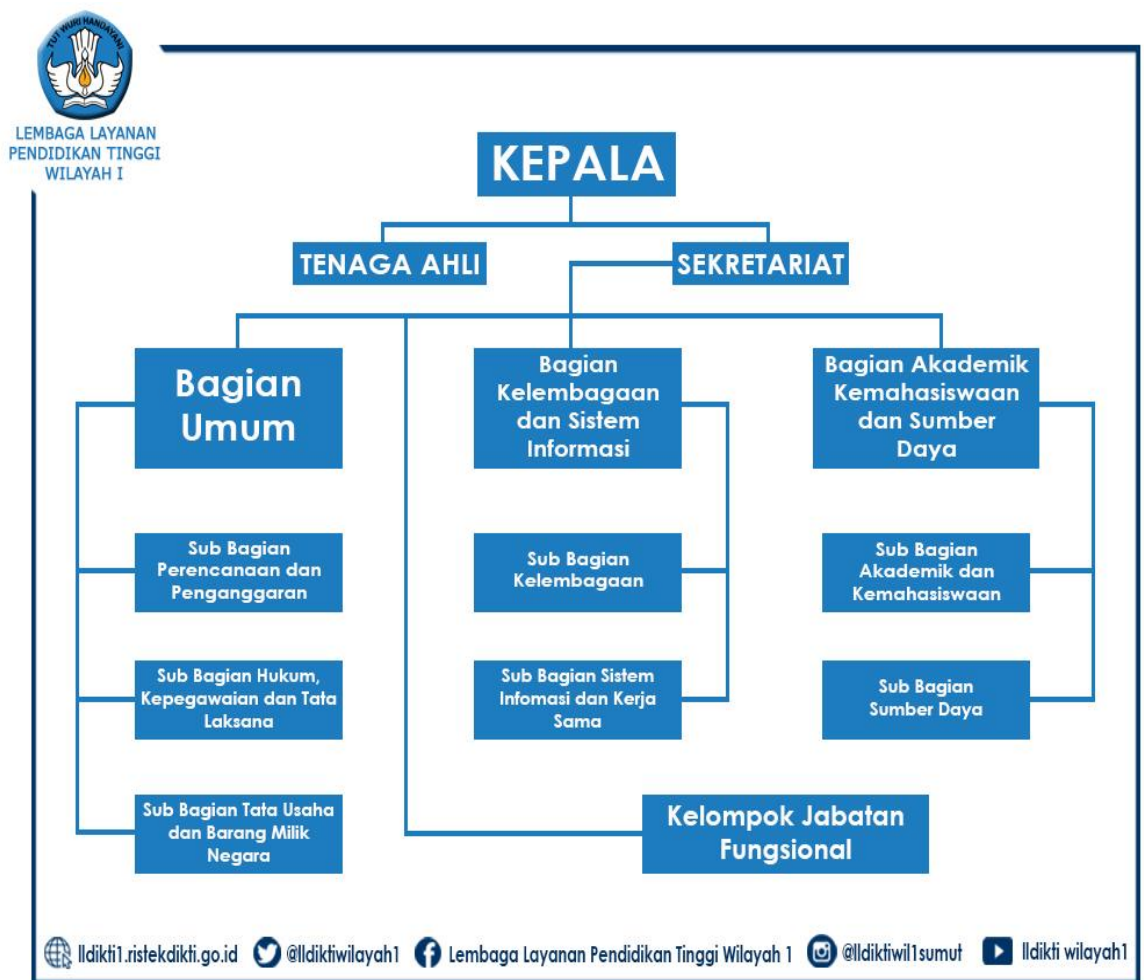 TUT WURI HANDAYANI
LEMBAGA LAYANAN
PENDIDIKAN TINGGI
WILAYAH I
KEPALA
TENAGA AHLI
SEKRETARIAT
Bagian
Umum
Bagian
Kelembagaan
dan Sistem
Informasi
Bagian Akademik
Kemahasiswaan
dan Sumber
Daya
Sub Bagian
Perencanaan dan
Penganggaran
Sub Bagian
Kelembagaan
Sub Bagian
Akademik dan
Kemahasiswaan
Sub Bagian Hukum,
Kepegawaian dan Tata
Laksana
Sub Bagian Sistem
Infomasi dan Kerja
Sama
Sub Bagian
Sumber Daya
Sub Bagian Tata Usaha
dan Barang Milik
Negara
Kelompok Jabatan
Fungsional
lldikti1.ristekdikti.go.id @lldiktiwilayah1 Lembaga Layanan Pendidikan Tinggi Wilayah 1 @lldiktiwil1sumut lldikti wilayah1